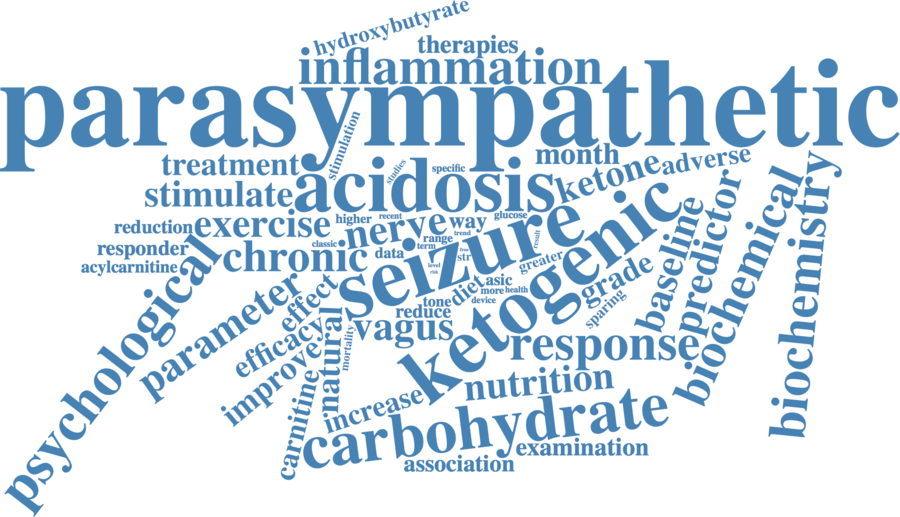 hydroxybutyrate
therapies
inflammation
parasympathetic
stimulation
treatment
studies
specific
month
ketone
adverse
stimulate
acidosis
reduction
exercise
higher
recent
nerve
way
glucose
responder
classic
chronic
data
term
range
trend
free
str
seizure
result
acylcarnitine
level
risk
greater
ketogenic
grade
baseline
predictor
biochemical
biochemistry
psychological
parameter
effect
efficacy
improve
natural
mortality
tone
diet
asic
more
health
device
reduce
vagus
sparing
response
carnitine
increase
nutrition
carbohydrate
examination
association